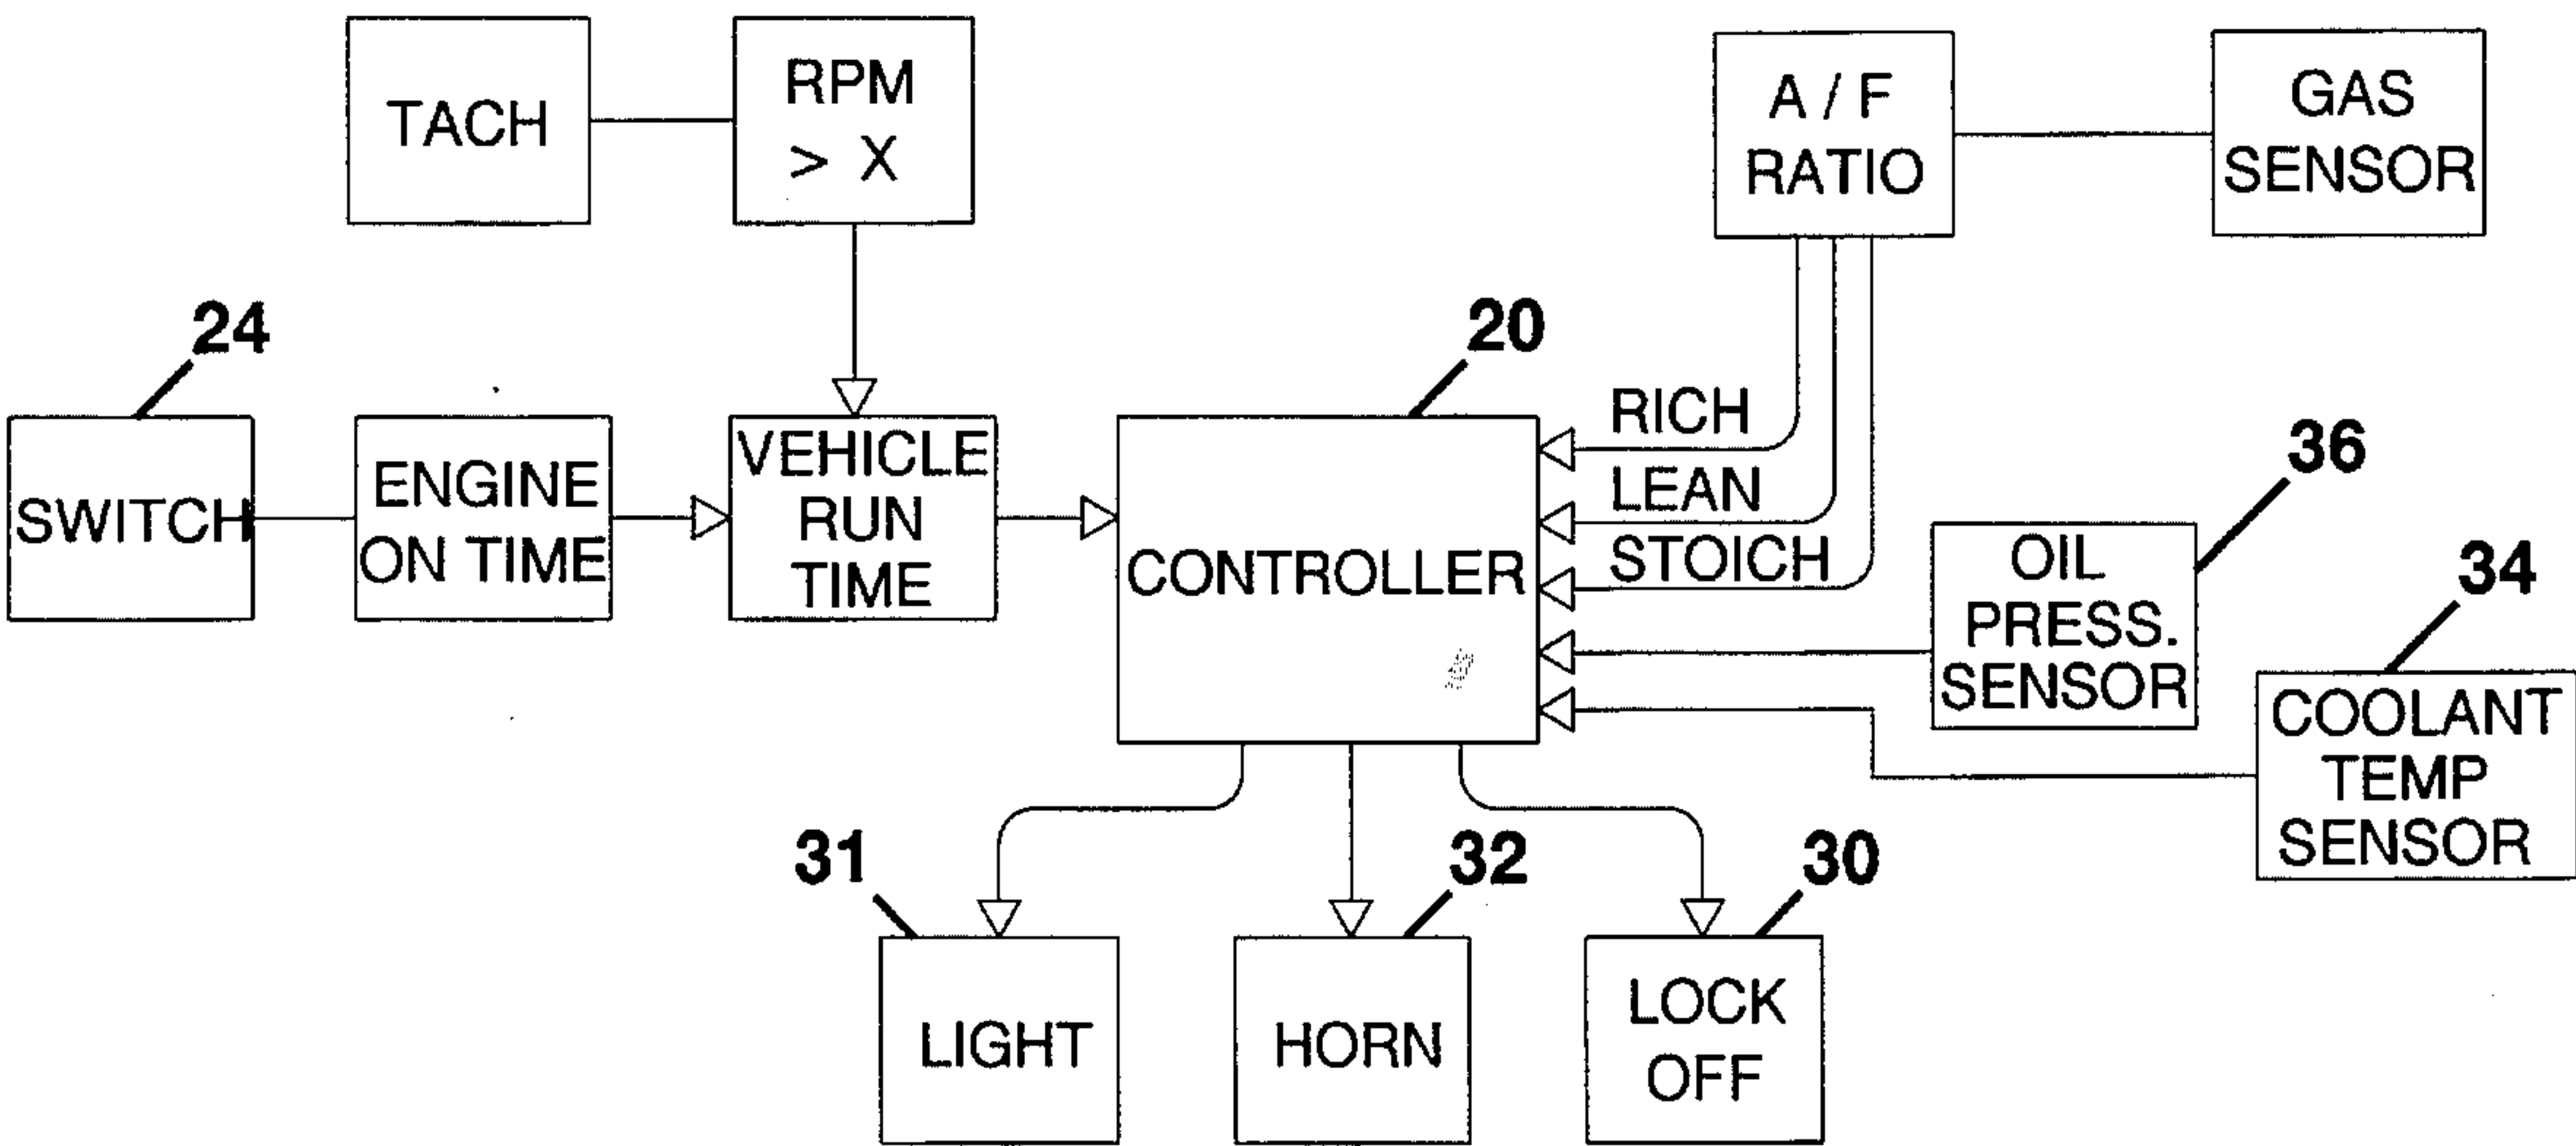 TACH
RPM
> X
A / F
RATIO
GAS
SENSOR
24
SWITCH
ENGINE
ON TIME
VEHICLE
RUN
TIME
20
CONTROLLER
RICH
LEAN
STOICH
36
OIL
PRESS.
SENSOR
34
COOLANT
TEMP
SENSOR
31
LIGHT
32
HORN
30
LOCK
OFF